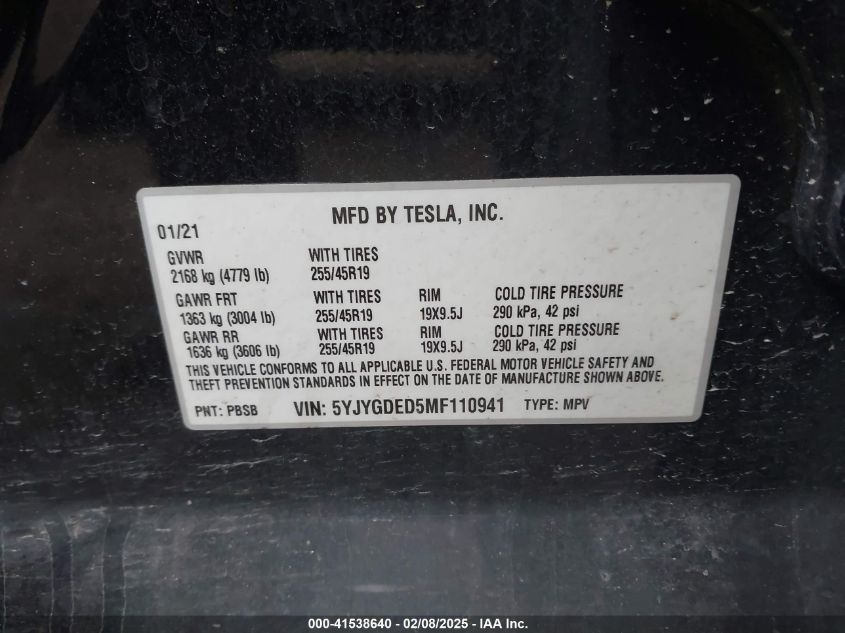 MFD BY TESLA, INC.
01/21
GVWR WITH TIRES
2168 kg (4779 lb) 255/45R19
GAWR FRT WITH TIRES RIM COLD TIRE PRESSURE
1363 kg (3004 lb) 255/45R19 19X9.5J 290 kPa, 42 psi
GAWR RR WITH TIRES RIM COLD TIRE PRESSURE
1636 kg (3606 lb) 255/45R19 19X9.5J 290 kPa, 42 psi
THIS VEHICLE CONFORMS TO ALL APPLICABLE U.S. FEDERAL MOTOR VEHICLE SAFETY AND
THEFT PREVENTION STANDARDS IN EFFECT ON THE DATE OF MANUFACTURE SHOWN ABOVE.
PNT: PBSB VIN: 5YJYGDED5MF110941 TYPE: MPV
000-41538640 - 02/08/2025 - IAA Inc.